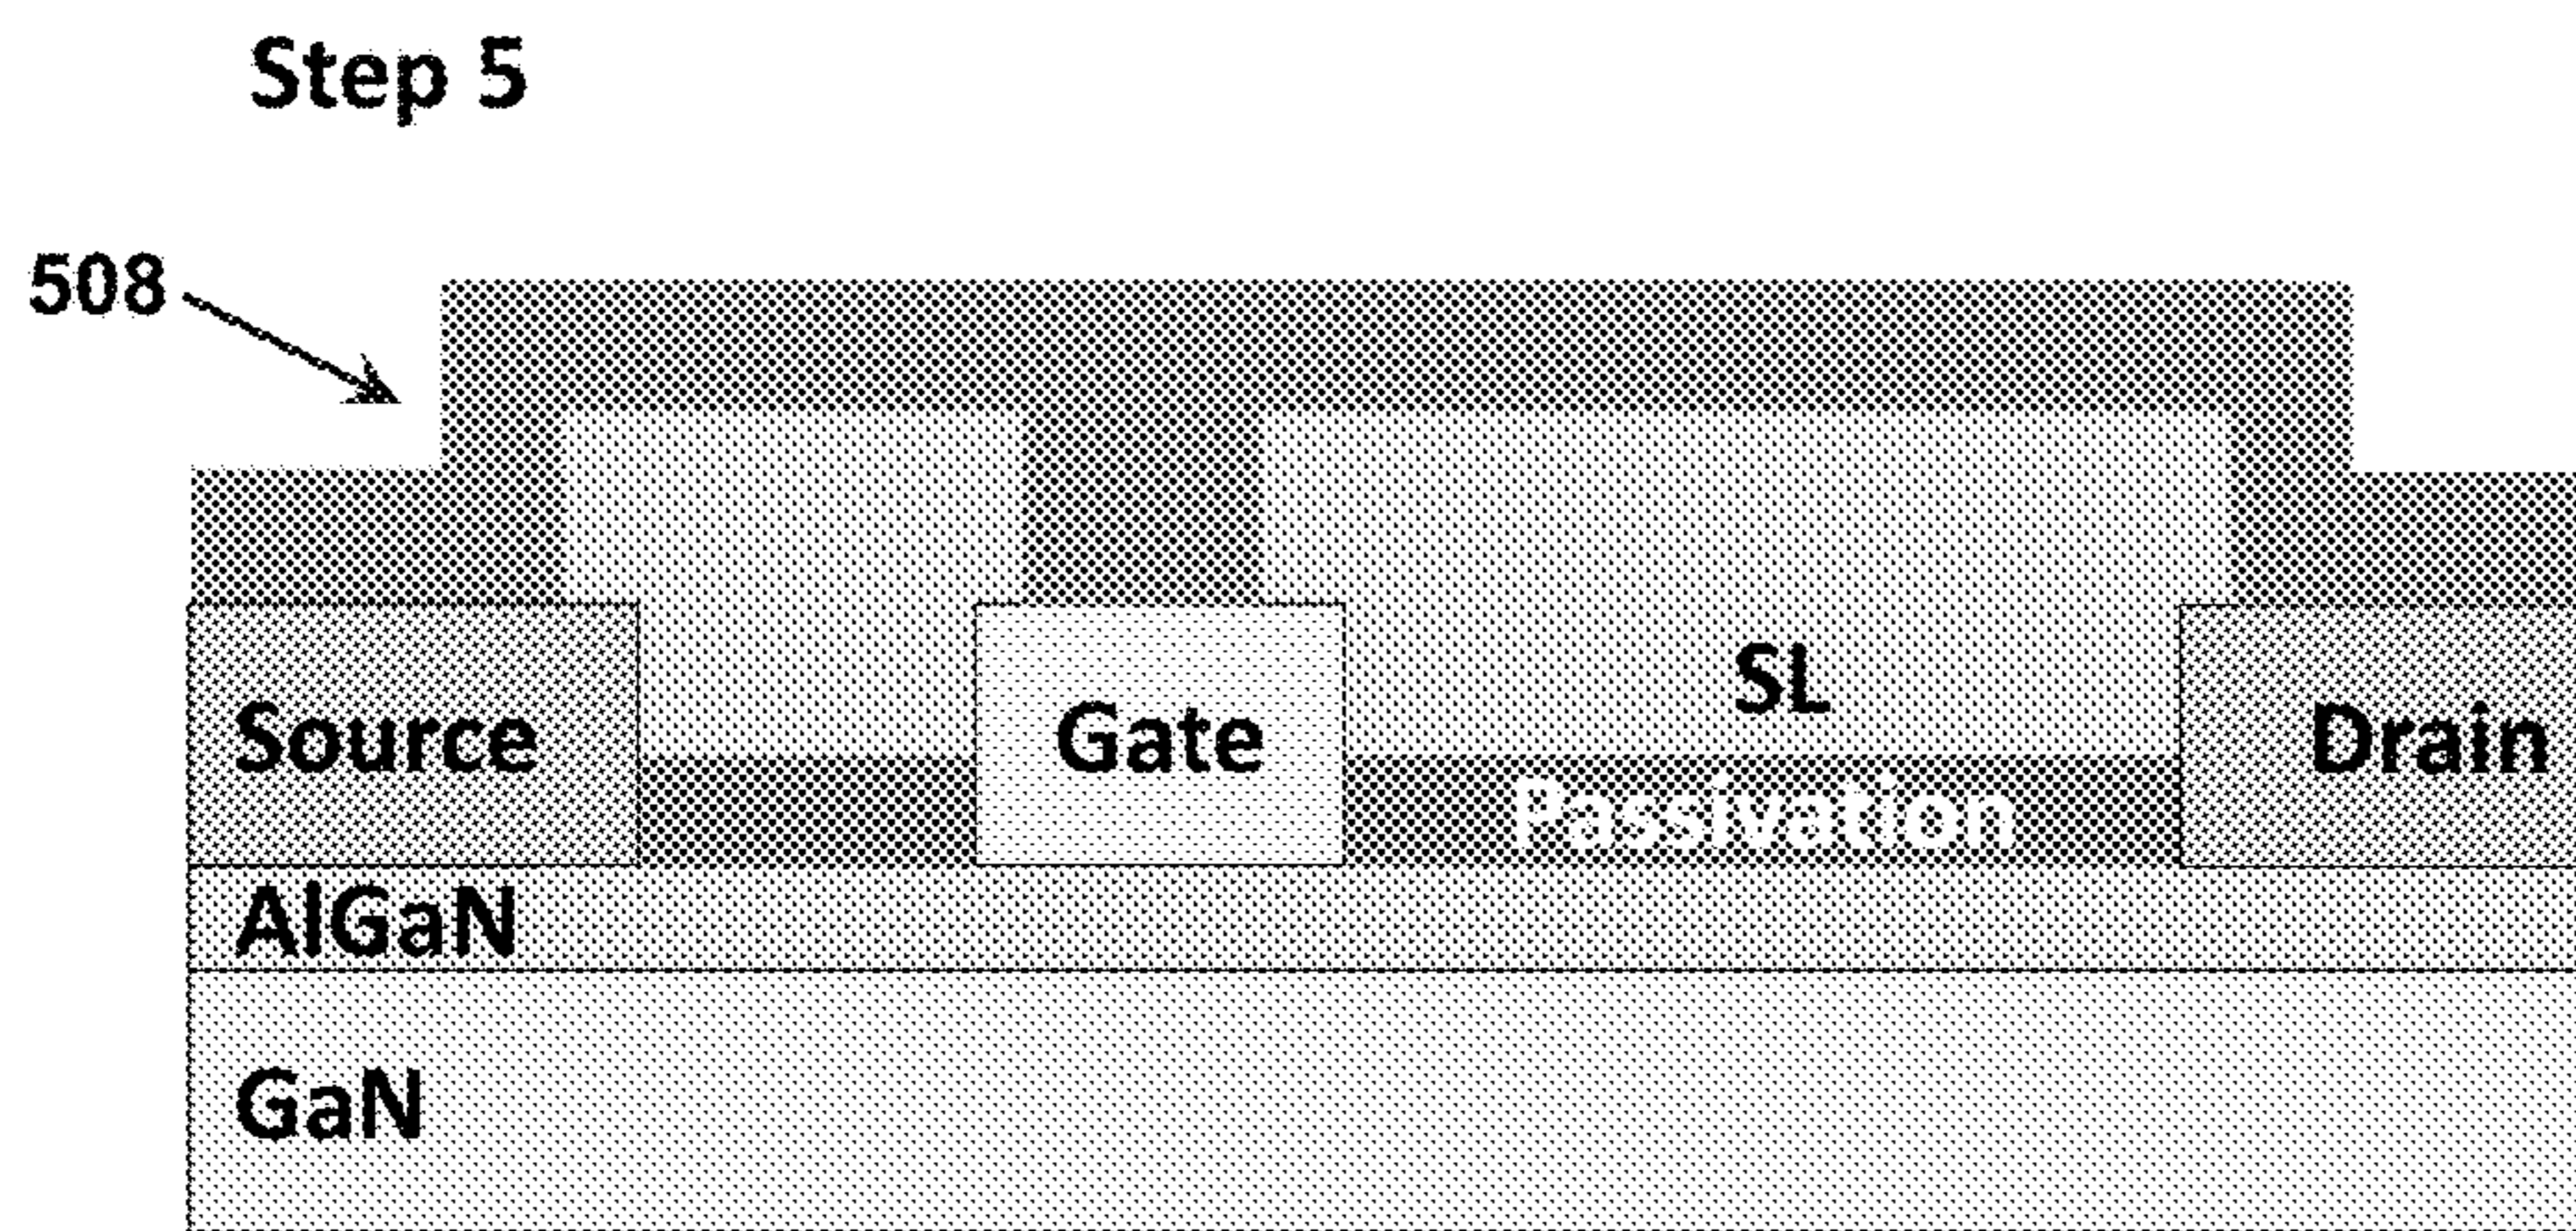 Step 5
508
SL
Source
Gate
Drain
Passivation
AlGaN
GaN